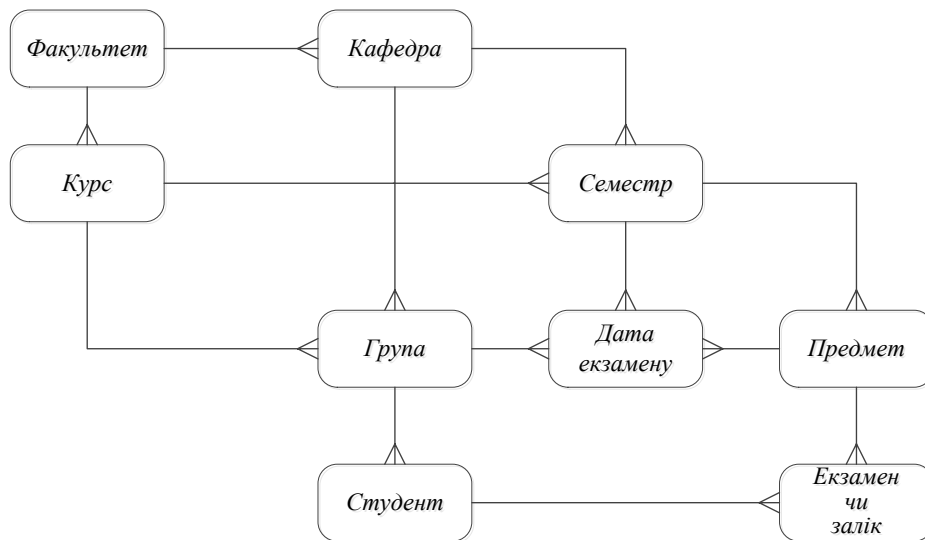 Факультет
Кафедра
Курс
Семестр
Група
Дата
екзамену
Предмет
Студент
Екзамен
чи
залік